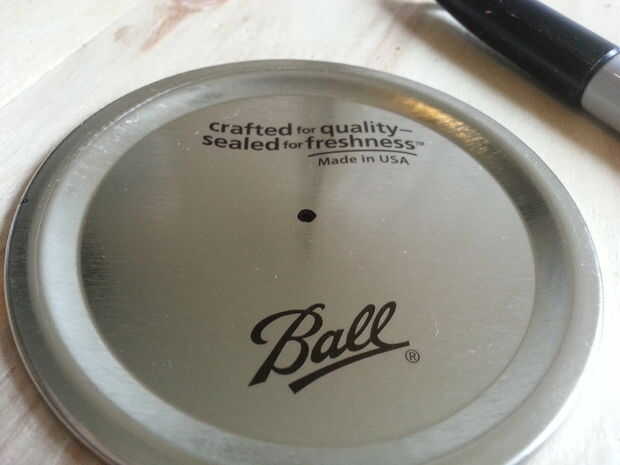 crafted for quality–
sealed for freshness™
Made in USA
Ball®